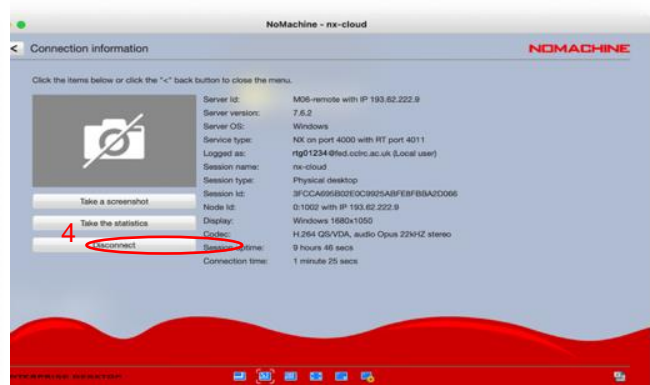 NoMachine - nx-cloud
< Connection information
NOMACHINE
Click the items below or click the "<" back button to close the menu.
Server Id: M06-remote with IP 193.62.222.9
Server version: 7.6.2
Server OS: Windows
Service type: NX on port 4000 with RT port 4011
Logged as: rtg01234@fed.cclrc.ac.uk (Local user)
Session name: nx-cloud
Session type: Physical desktop
Session Id: 3FCCA695B02E0C9925ABFEBFBBA2D066
Node Id: 0:1002 with IP 193.62.222.9
Display: Windows 1680x1050
Codec: H.264 QS/VDA, audio Opus 22kHZ stereo
Session uptime: 9 hours 46 secs
Connection time: 1 minute 25 secs
Take a screenshot
Take the statistics
4
Disconnect
ENTERPRISE DESKTOP